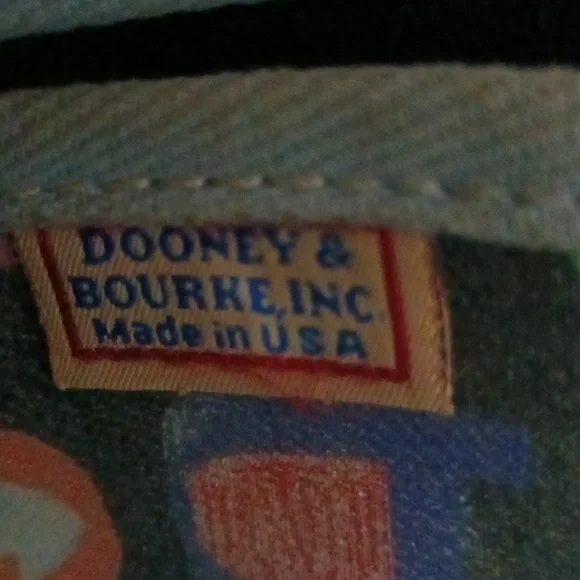 DOONEY &
BOURKE, INC.
Made in USA